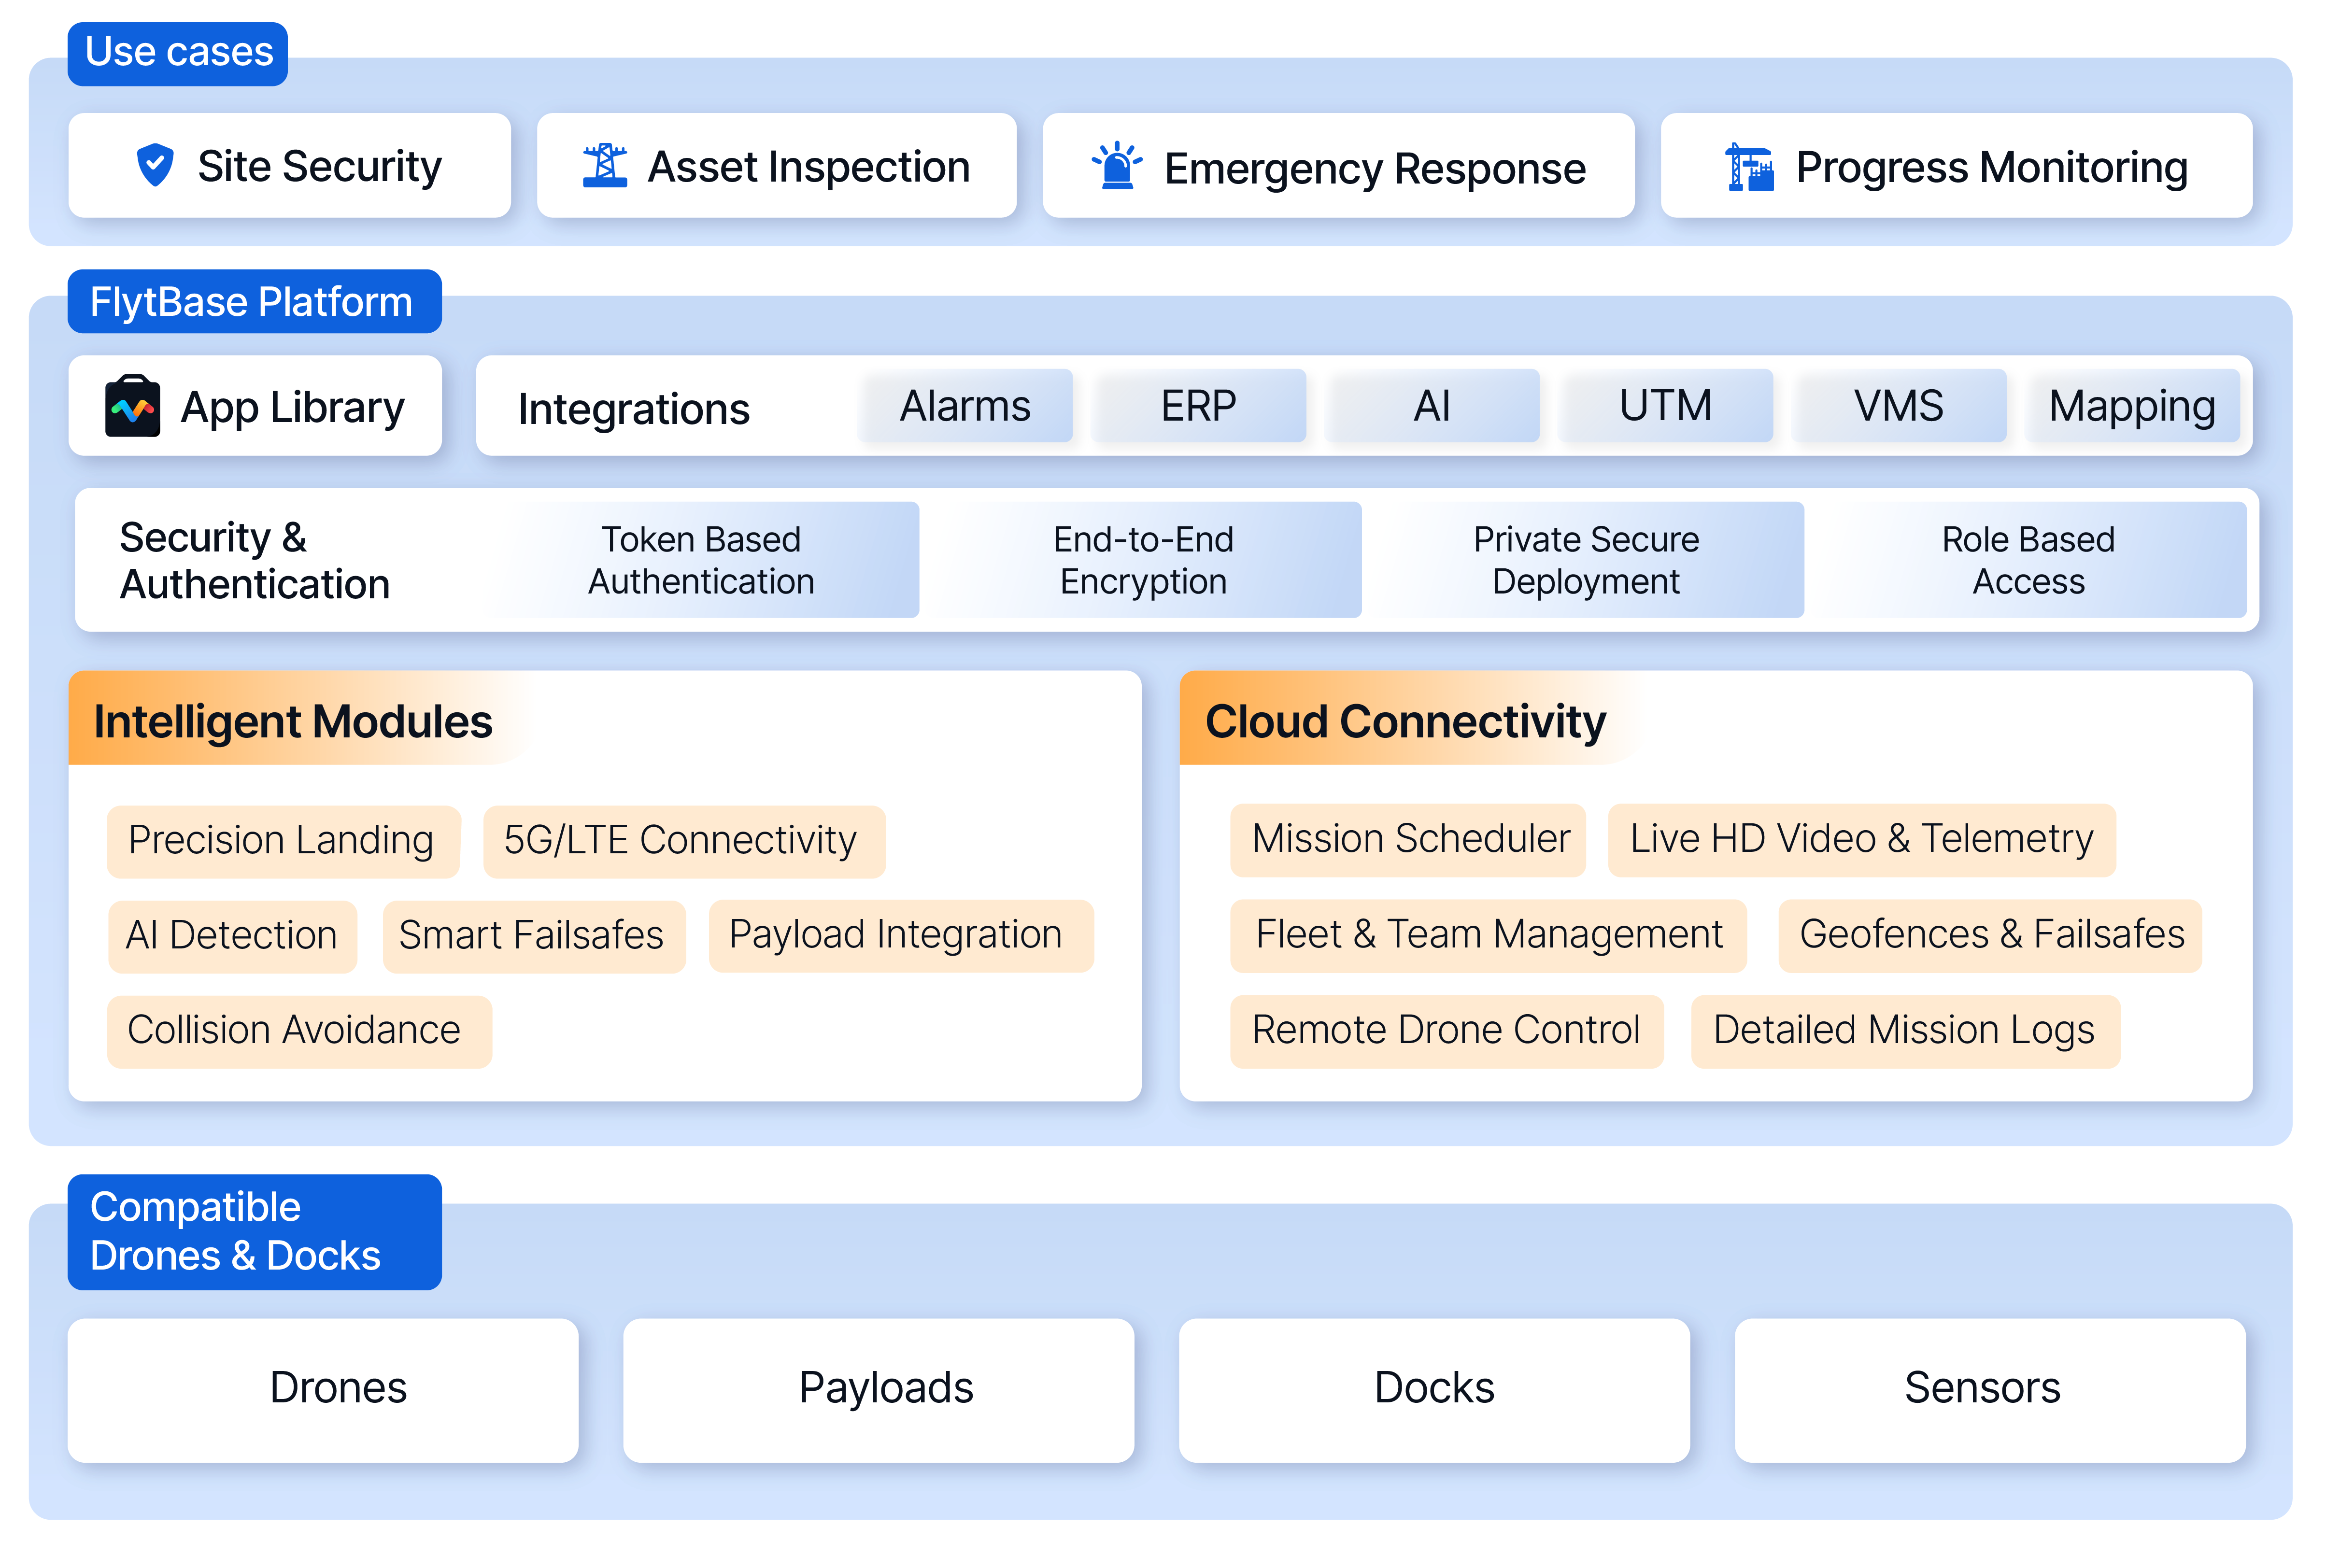 Use cases
Site Security
Asset Inspection
Emergency Response
Progress Monitoring
FlytBase Platform
App Library
Integrations
Alarms
ERP
AI
UTM
VMS
Mapping
Security &
Authentication
Token Based
Authentication
End-to-End
Encryption
Private Secure
Deployment
Role Based
Access
Intelligent Modules
Precision Landing
5G/LTE Connectivity
AI Detection
Smart Failsafes
Payload Integration
Collision Avoidance
Cloud Connectivity
Mission Scheduler
Live HD Video & Telemetry
Fleet & Team Management
Geofences & Failsafes
Remote Drone Control
Detailed Mission Logs
Compatible
Drones & Docks
Drones
Payloads
Docks
Sensors